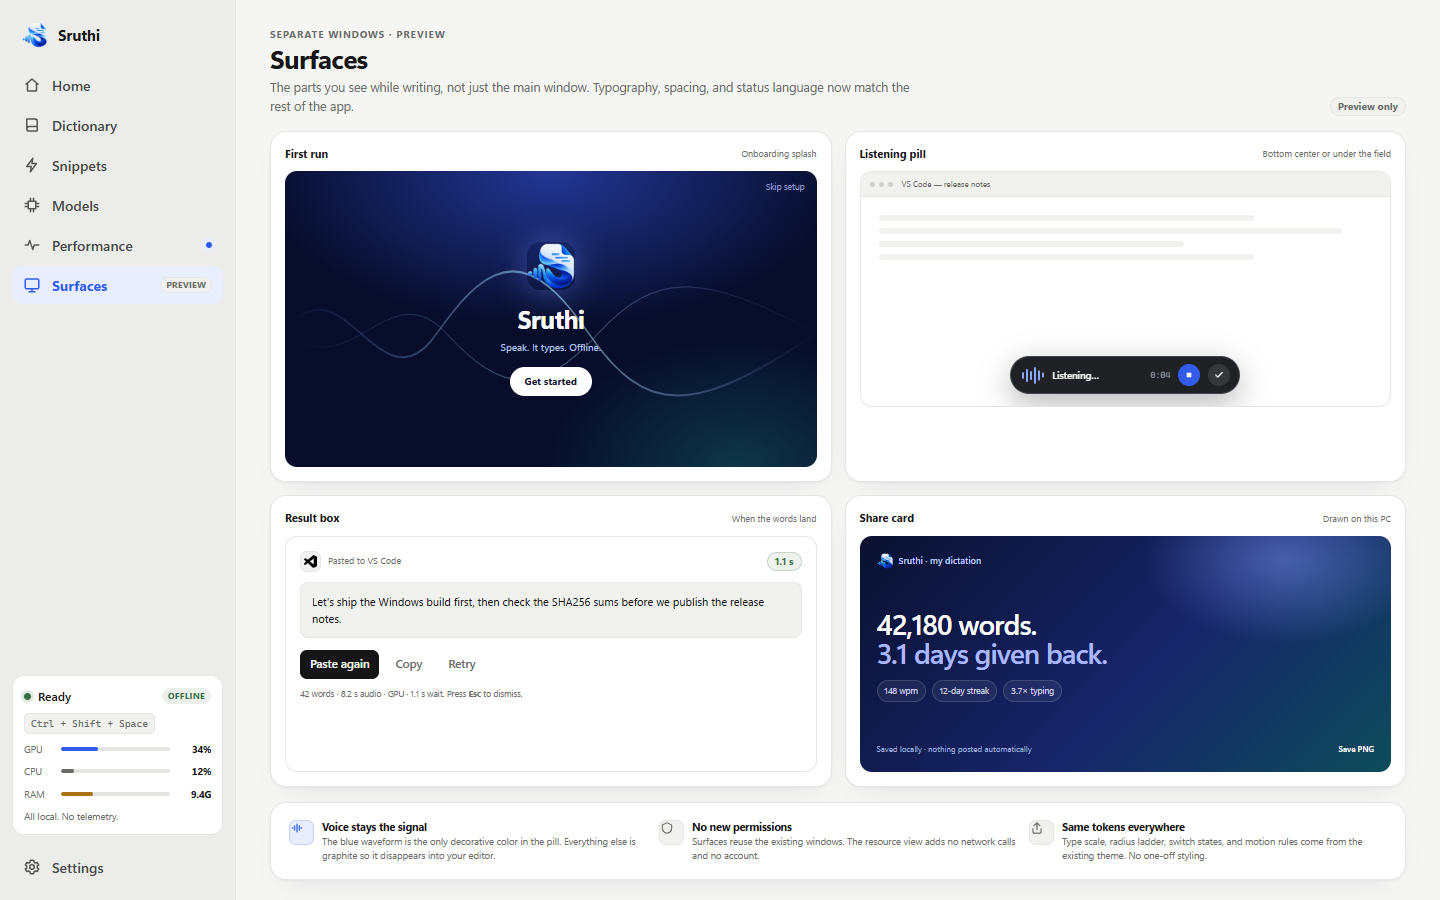 Sruthi
Home
Dictionary
Snippets
Models
Performance
Surfaces
PREVIEW
Ready
OFFLINE
Ctrl + Shift + Space
GPU
34%
CPU
12%
RAM
9.4G
All local. No telemetry.
Settings
SEPARATE WINDOWS · PREVIEW
Surfaces
The parts you see while writing, not just the main window. Typography, spacing, and status language now match the
rest of the app.
Preview only
First run
Onboarding splash
Skip setup
Sruthi
Speak. It types. Offline.
Get started
Listening pill
Bottom center or under the field
VS Code — release notes
Listening...
0:04
Result box
When the words land
Pasted to VS Code
1.1 s
Let's ship the Windows build first, then check the SHA256 sums before we publish the release
notes.
Paste again
Copy
Retry
42 words · 8.2 s audio · GPU · 1.1 s wait. Press Esc to dismiss.
Share card
Drawn on this PC
Sruthi · my dictation
42,180 words.
3.1 days given back.
148 wpm
12-day streak
3.7× typing
Saved locally · nothing posted automatically
Save PNG
Voice stays the signal
The blue waveform is the only decorative color in the pill. Everything else is
graphite so it disappears into your editor.
No new permissions
Surfaces reuse the existing windows. The resource view adds no network calls
and no account.
Same tokens everywhere
Type scale, radius ladder, switch states, and motion rules come from the
existing theme. No one-off styling.